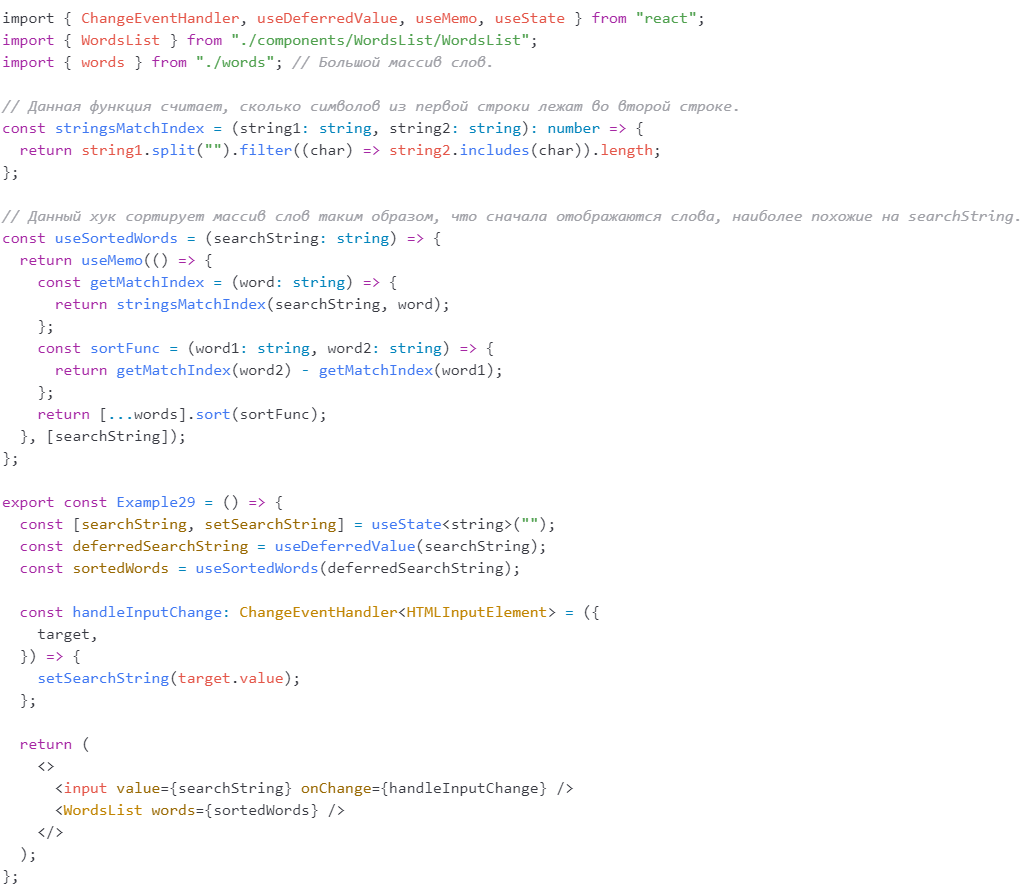 import { ChangeEventHandler, useDeferredValue, useMemo, useState } from "react";
import { WordsList } from "./components/WordsList/WordsList";
import { words } from "./words"; // Большой массив слов.

// Данная функция считает, сколько символов из первой строки лежат во второй строке.
const stringsMatchIndex = (string1: string, string2: string): number => {
  return string1.split("").filter((char) => string2.includes(char)).length;
};

// Данный хук сортирует массив слов таким образом, что сначала отображаются слова, наиболее похожие на searchString.
const useSortedWords = (searchString: string) => {
  return useMemo(() => {
    const getMatchIndex = (word: string) => {
      return stringsMatchIndex(searchString, word);
    };
    const sortFunc = (word1: string, word2: string) => {
      return getMatchIndex(word2) - getMatchIndex(word1);
    };
    return [...words].sort(sortFunc);
  }, [searchString]);
};

export const Example29 = () => {
  const [searchString, setSearchString] = useState<string>("");
  const deferredSearchString = useDeferredValue(searchString);
  const sortedWords = useSortedWords(deferredSearchString);

  const handleInputChange: ChangeEventHandler<HTMLInputElement> = ({
    target,
  }) => {
    setSearchString(target.value);
  };

  return (
    <>
      <input value={searchString} onChange={handleInputChange} />
      <WordsList words={sortedWords} />
    </>
  );
};